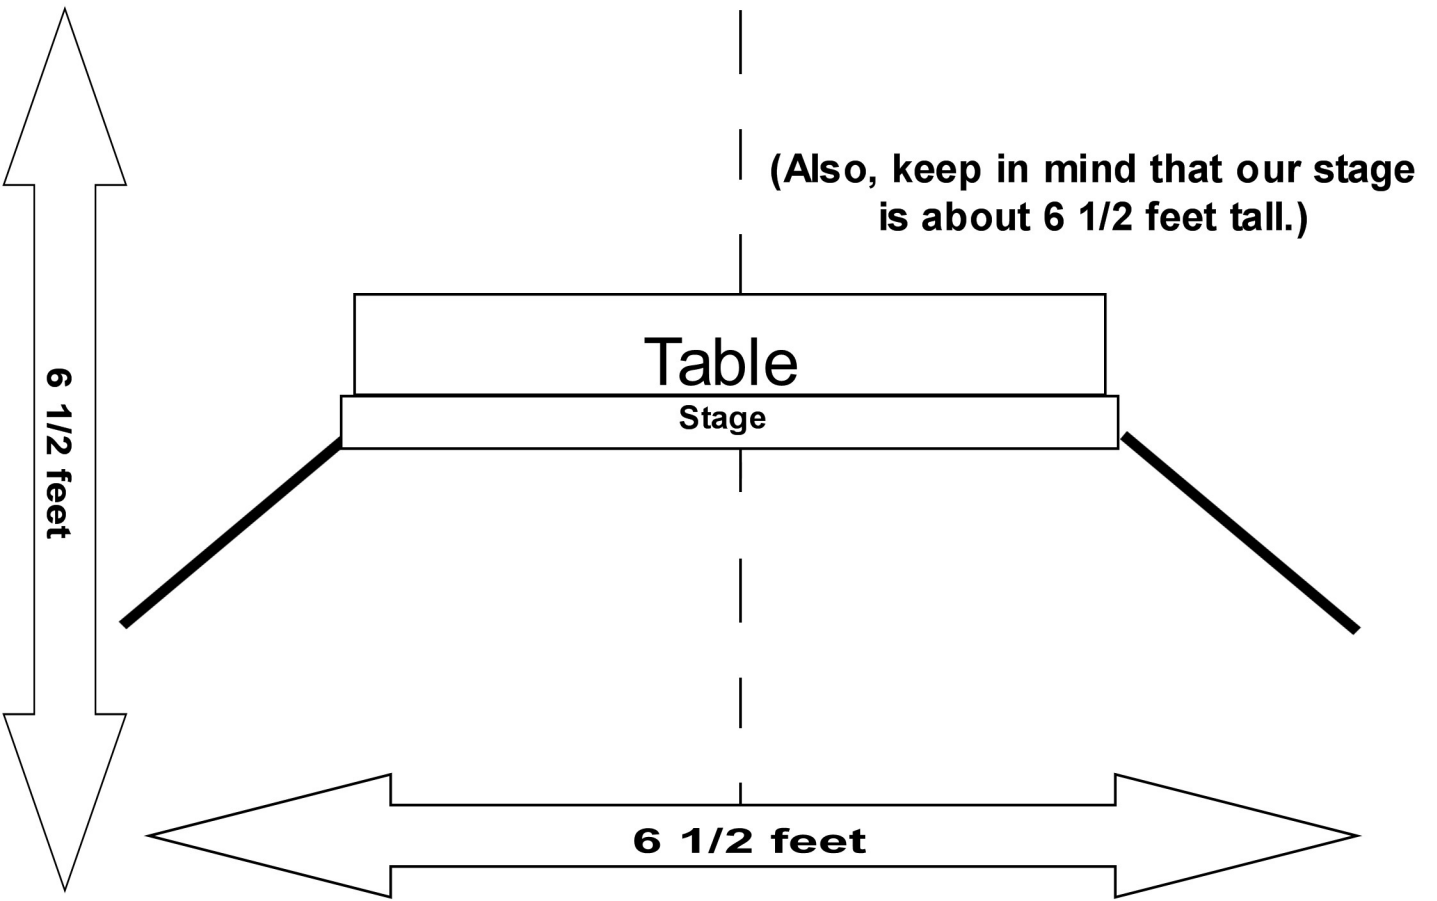 (Also, keep in mind that our stage
is about 6 1/2 feet tall.)
Table
Stage
6 1/2 feet
6 1/2 feet